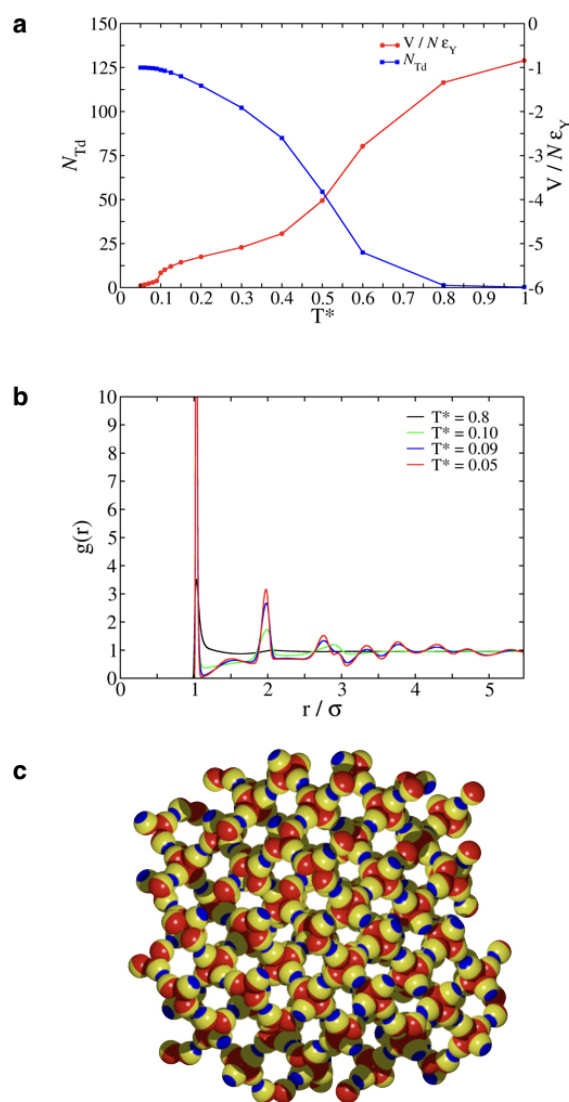 a
V / N ε_Y
N_Td
150
125
100
75
50
25
0
N_Td
0
-1
-2
-3
-4
-5
-6
V / N ε_Y
0 0.1 0.2 0.3 0.4 0.5 0.6 0.7 0.8 0.9 1
T*
b
10
9
8
7
6
5
4
3
2
1
0
g(r)
T* = 0.8
T* = 0.10
T* = 0.09
T* = 0.05
0 1 2 3 4 5
r / σ
c